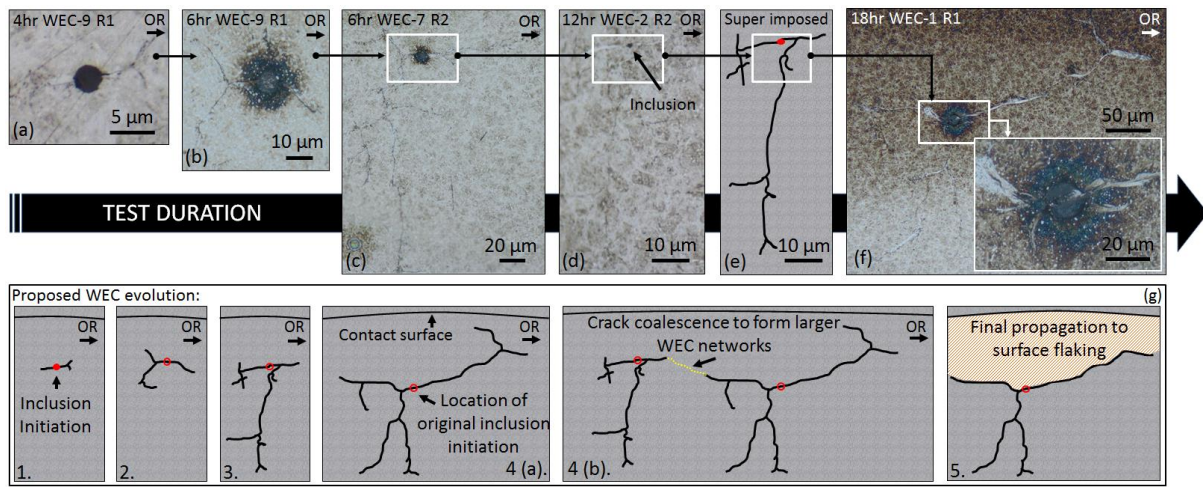 4hr WEC-9 R1
OR
5 µm
(a)
6hr WEC-9 R1
OR
10 µm
(b)
6hr WEC-7 R2
OR
20 µm
(c)
12hr WEC-2 R2
OR
Inclusion
10 µm
(d)
Super imposed
10 µm
(e)
18hr WEC-1 R1
OR
50 µm
20 µm
(f)
TEST DURATION
Proposed WEC evolution:
(g)
OR
Inclusion
Initiation
1.
OR
2.
OR
3.
Contact surface
OR
Location of
original inclusion
initiation
4 (a).
Crack coalescence to form larger
WEC networks
OR
4 (b).
Final propagation to
surface flaking
5.